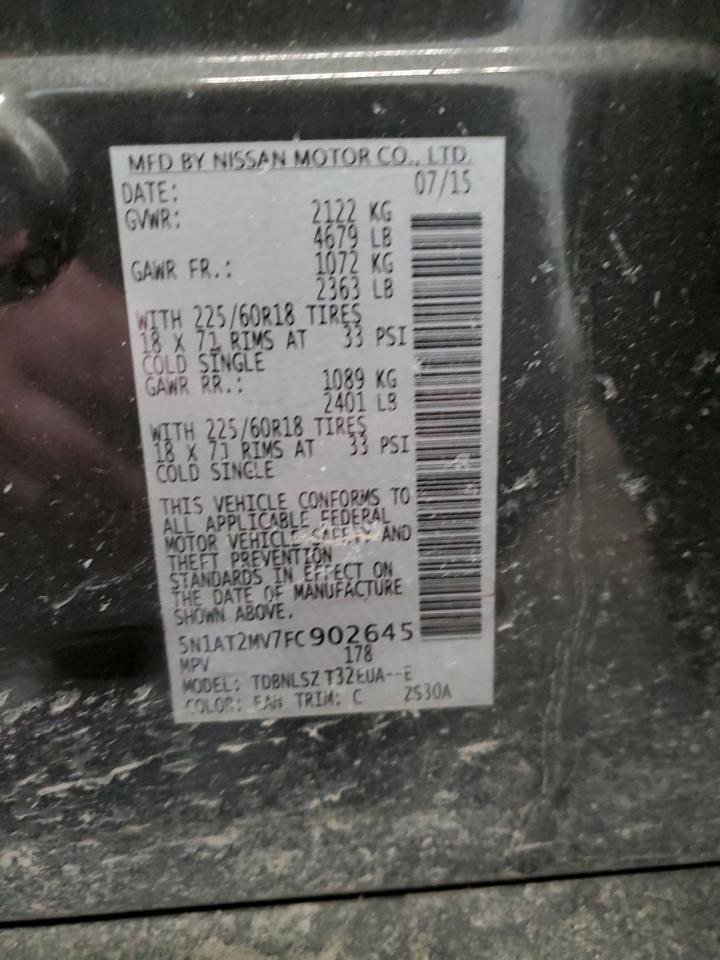 MFD BY NISSAN MOTOR CO., LTD.
DATE: 07/15
GVWR: 2122 KG
4679 LB
GAWR FR.: 1072 KG
2363 LB
WITH 225/60R18 TIRES
18 X 7J RIMS AT 33 PSI
COLD SINGLE
GAWR RR.: 1089 KG
2401 LB
WITH 225/60R18 TIRES
18 X 7J RIMS AT 33 PSI
COLD SINGLE
THIS VEHICLE CONFORMS TO
ALL APPLICABLE FEDERAL
MOTOR VEHICLE SAFETY AND
THEFT PREVENTION
STANDARDS IN EFFECT ON
THE DATE OF MANUFACTURE
SHOWN ABOVE.
5N1AT2MV7FC902645
MPV 178
MODEL: T32EUA--E
COLOR: TRIM: C 2S30A